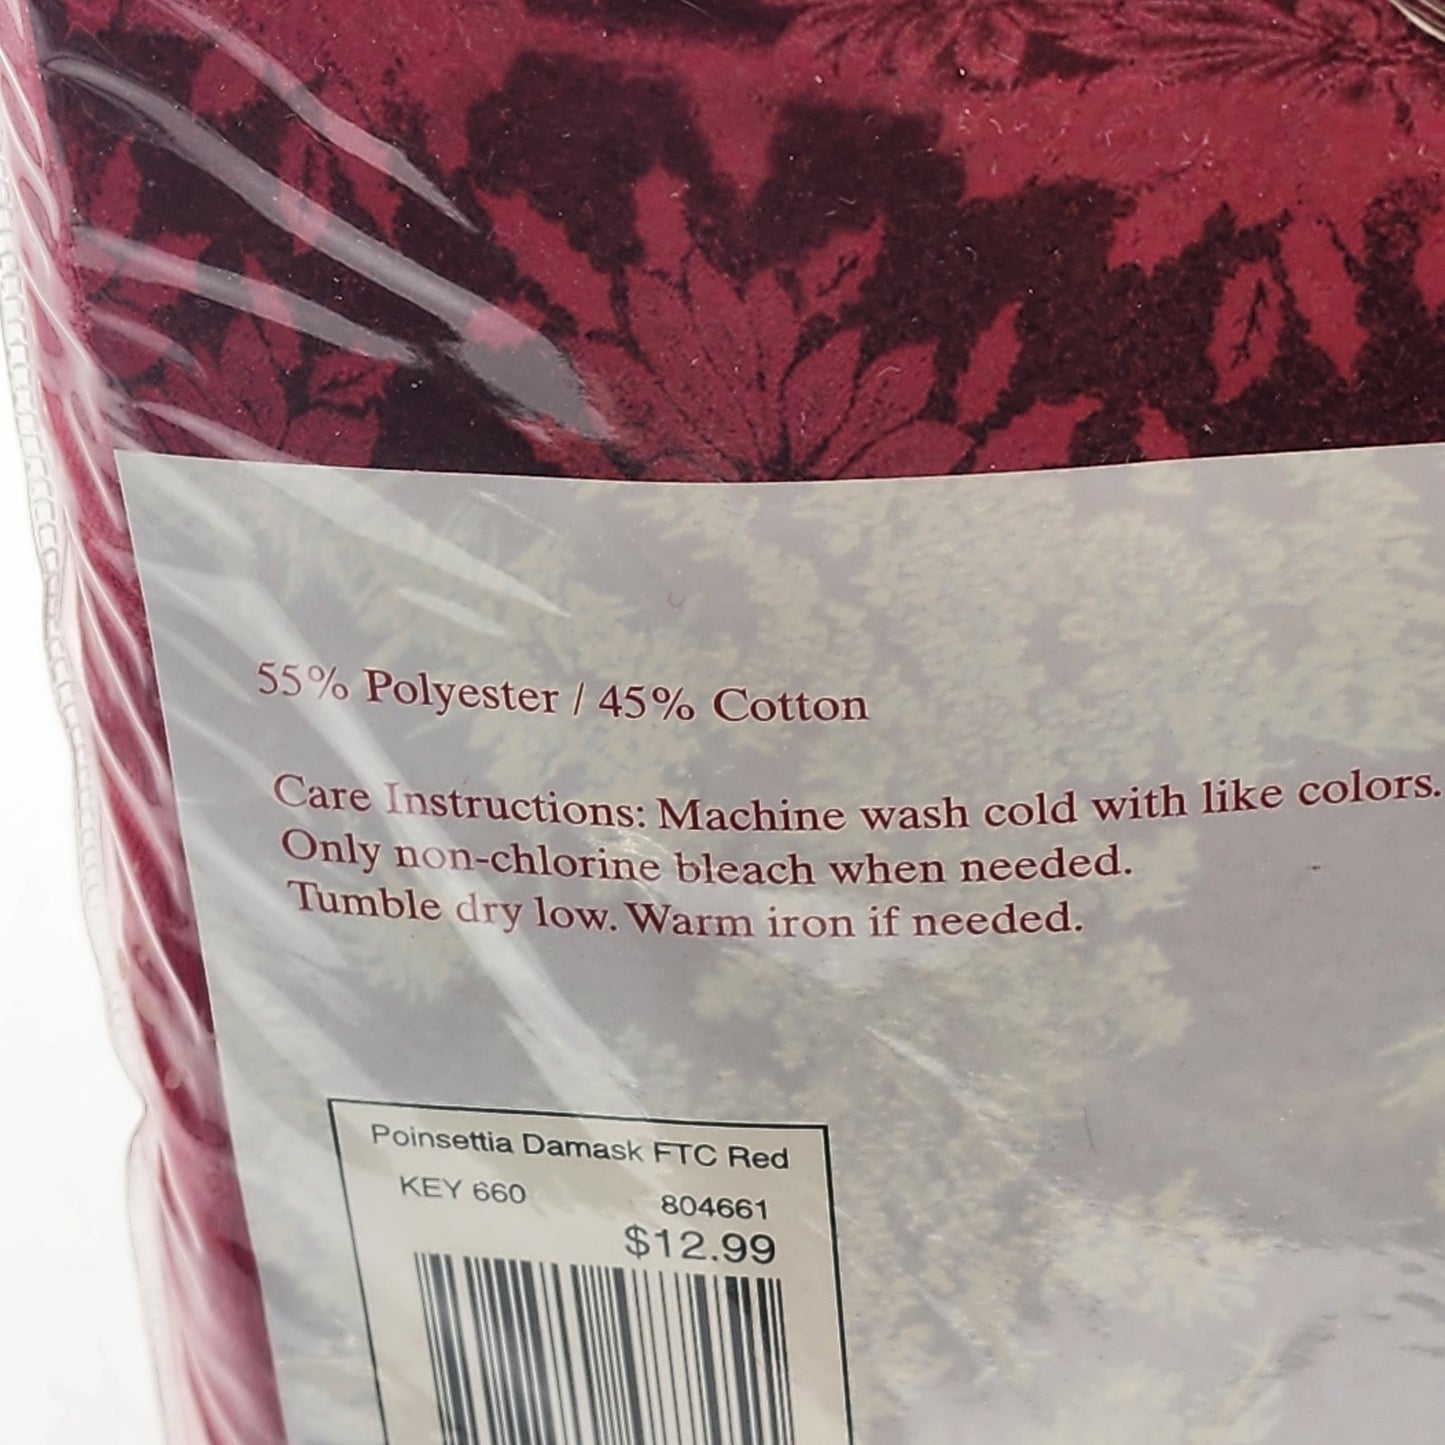 55% Polyester / 45% Cotton
Care Instructions: Machine wash cold with like colors.
Only non-chlorine bleach when needed.
Tumble dry low. Warm iron if needed.
Poinsettia Damask FTC Red
KEY 660 804661
$12.99